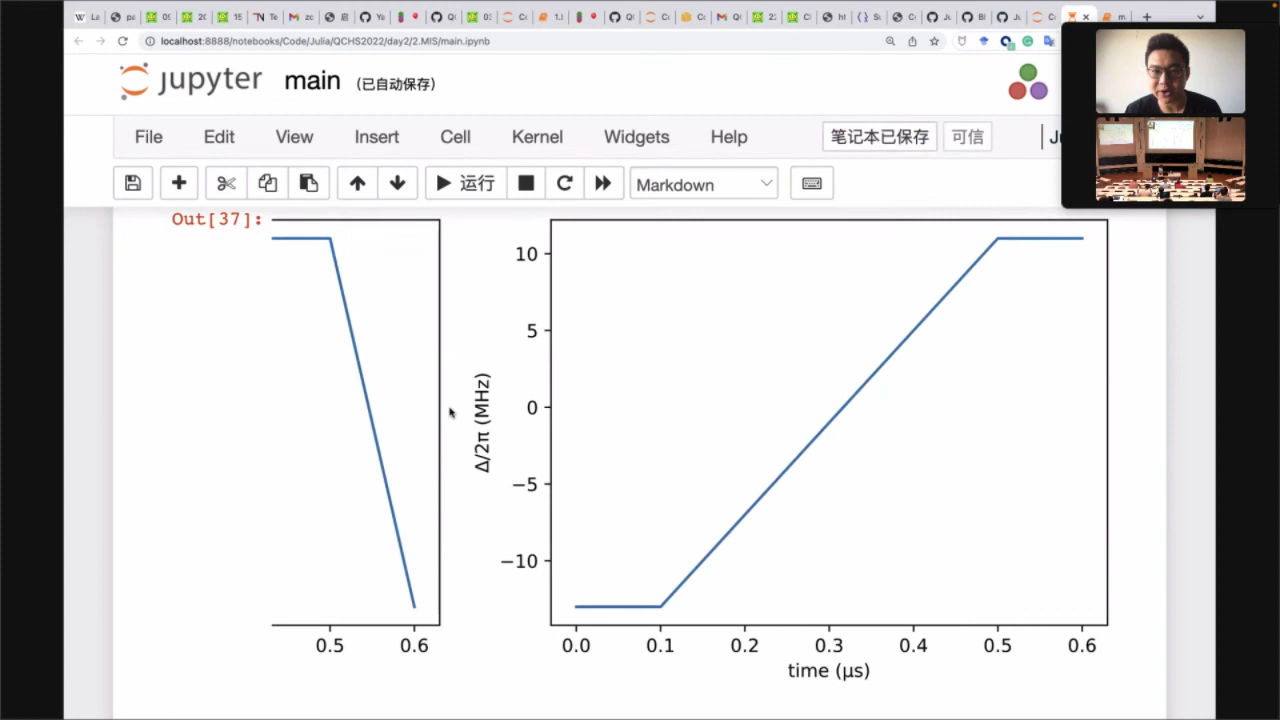 localhost:8888/notebooks/Code/Julia/QCHS2022/day2/2.MIS/main.ipynb
jupyter main (已自动保存)
File Edit View Insert Cell Kernel Widgets Help 笔记本已保存 可信
运行 Markdown
Out[37]:
10
5
0
−5
−10
Δ/2π (MHz)
0.5 0.6 0.0 0.1 0.2 0.3 0.4 0.5 0.6
time (μs)